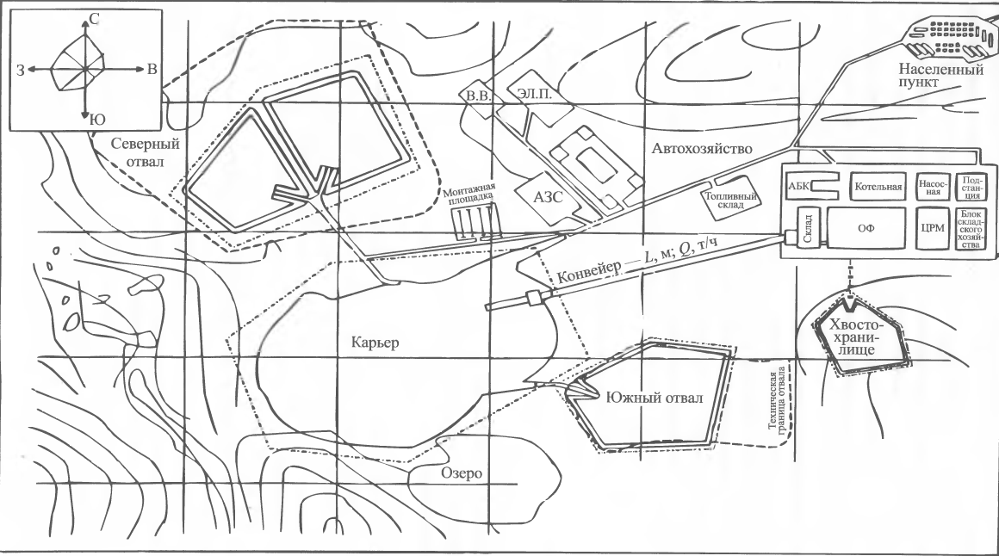 С
З
В
Ю
Населенный
пункт
В.В.
ЭЛ.П.
Северный
отвал
Автохозяйство
Монтажная
площадка
АЗС
Топливный
склад
АБК
Котельная
Насос-
ная
Под-
стан-
ция
Склад
ОФ
ЦРМ
Блок
склад-
ского
хозяй-
ства
Конвейер — L, м; Q, т/ч
Карьер
Хвосто-
храни-
лище
Южный отвал
Техническая
граница отвала
Озеро